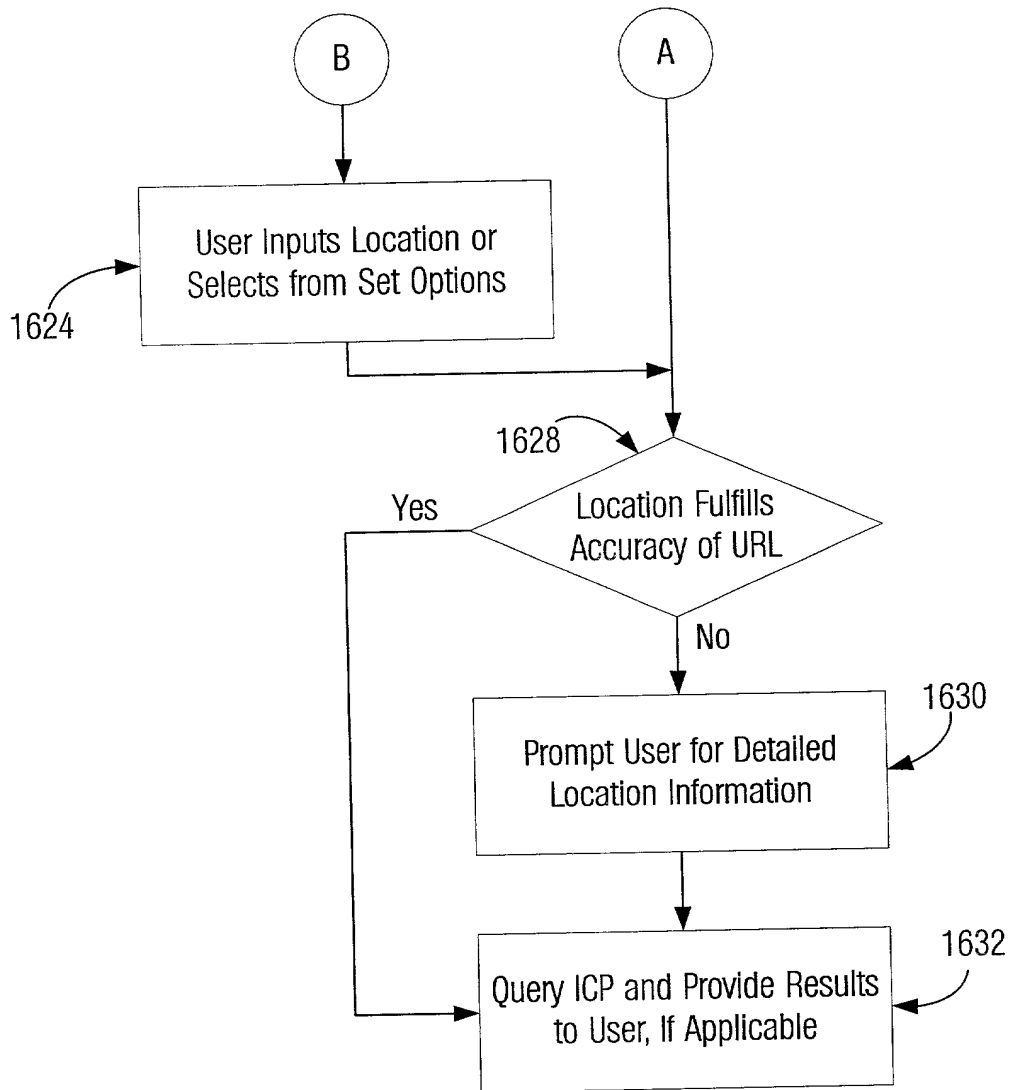 B
A
User Inputs Location or
Selects from Set Options
1624
1628
Location Fulfills
Accuracy of URL
Yes
No
1630
Prompt User for Detailed
Location Information
1632
Query ICP and Provide Results
to User, If Applicable